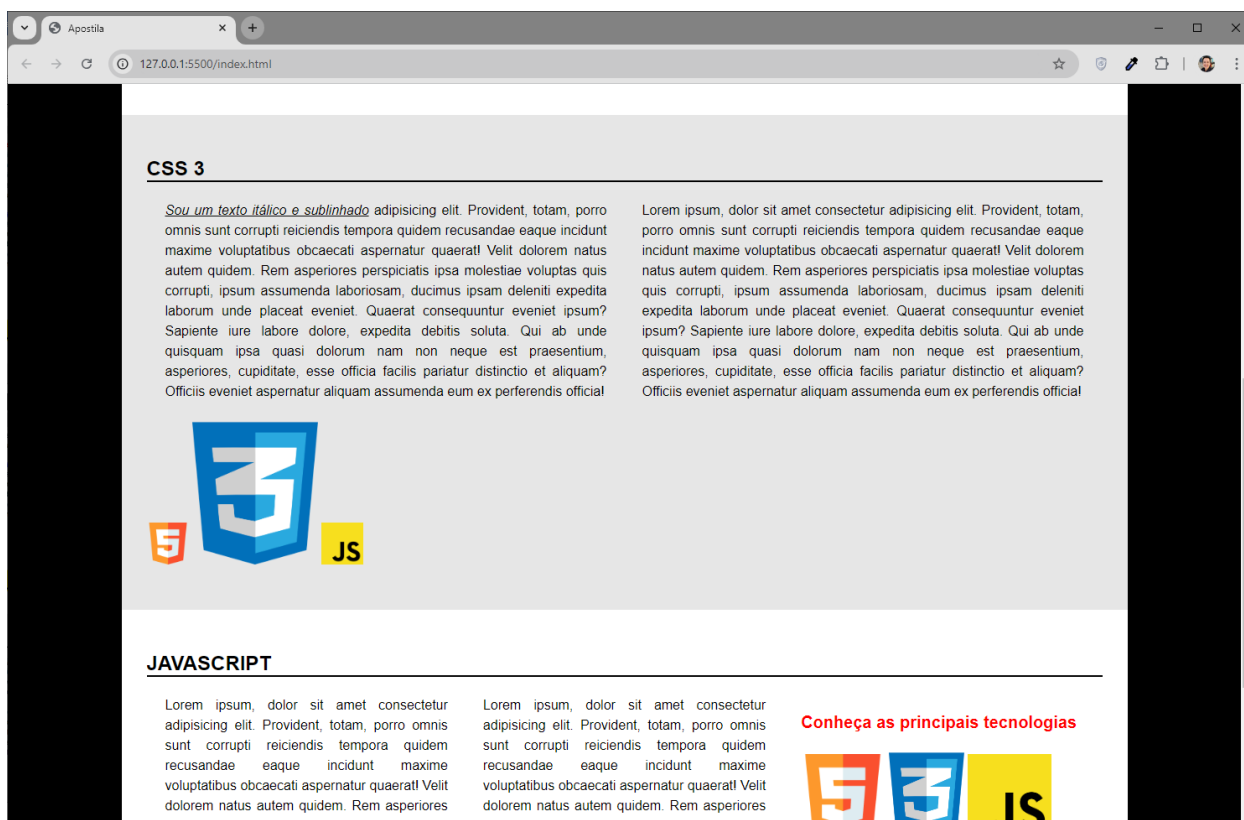 Apostila
127.0.0.1:5500/index.html
CSS 3
Sou um texto itálico e sublinhado adipisicing elit. Provident, totam, porro
omnis sunt corrupti reiciendis tempora quidem recusandae eaque incidunt
maxime voluptatibus obcaecati aspernatur quaerat! Velit dolorem natus
autem quidem. Rem asperiores perspiciatis ipsa molestiae voluptas quis
corrupti, ipsum assumenda laboriosam, ducimus ipsam deleniti expedita
laborum unde placeat eveniet. Quaerat consequuntur eveniet ipsum?
Sapiente iure labore dolore, expedita debitis soluta. Qui ab unde
quisquam ipsa quasi dolorum nam non neque est praesentium,
asperiores, cupiditate, esse officia facilis pariatur distinctio et aliquam?
Officiis eveniet aspernatur aliquam assumenda eum ex perferendis officia!
Lorem ipsum, dolor sit amet consectetur adipisicing elit. Provident, totam,
porro omnis sunt corrupti reiciendis tempora quidem recusandae eaque
incidunt maxime voluptatibus obcaecati aspernatur quaerat! Velit dolorem
natus autem quidem. Rem asperiores perspiciatis ipsa molestiae voluptas
quis corrupti, ipsum assumenda laboriosam, ducimus ipsam deleniti
expedita laborum unde placeat eveniet. Quaerat consequuntur eveniet
ipsum? Sapiente iure labore dolore, expedita debitis soluta. Qui ab unde
quisquam ipsa quasi dolorum nam non neque est praesentium,
asperiores, cupiditate, esse officia facilis pariatur distinctio et aliquam?
Officiis eveniet aspernatur aliquam assumenda eum ex perferendis officia!
5
3
JS
JAVASCRIPT
Lorem ipsum, dolor sit amet consectetur
adipisicing elit. Provident, totam, porro omnis
sunt corrupti reiciendis tempora quidem
recusandae eaque incidunt maxime
voluptatibus obcaecati aspernatur quaerat! Velit
dolorem natus autem quidem. Rem asperiores
Lorem ipsum, dolor sit amet consectetur
adipisicing elit. Provident, totam, porro omnis
sunt corrupti reiciendis tempora quidem
recusandae eaque incidunt maxime
voluptatibus obcaecati aspernatur quaerat! Velit
dolorem natus autem quidem. Rem asperiores
Conheça as principais tecnologias
5
3
JS